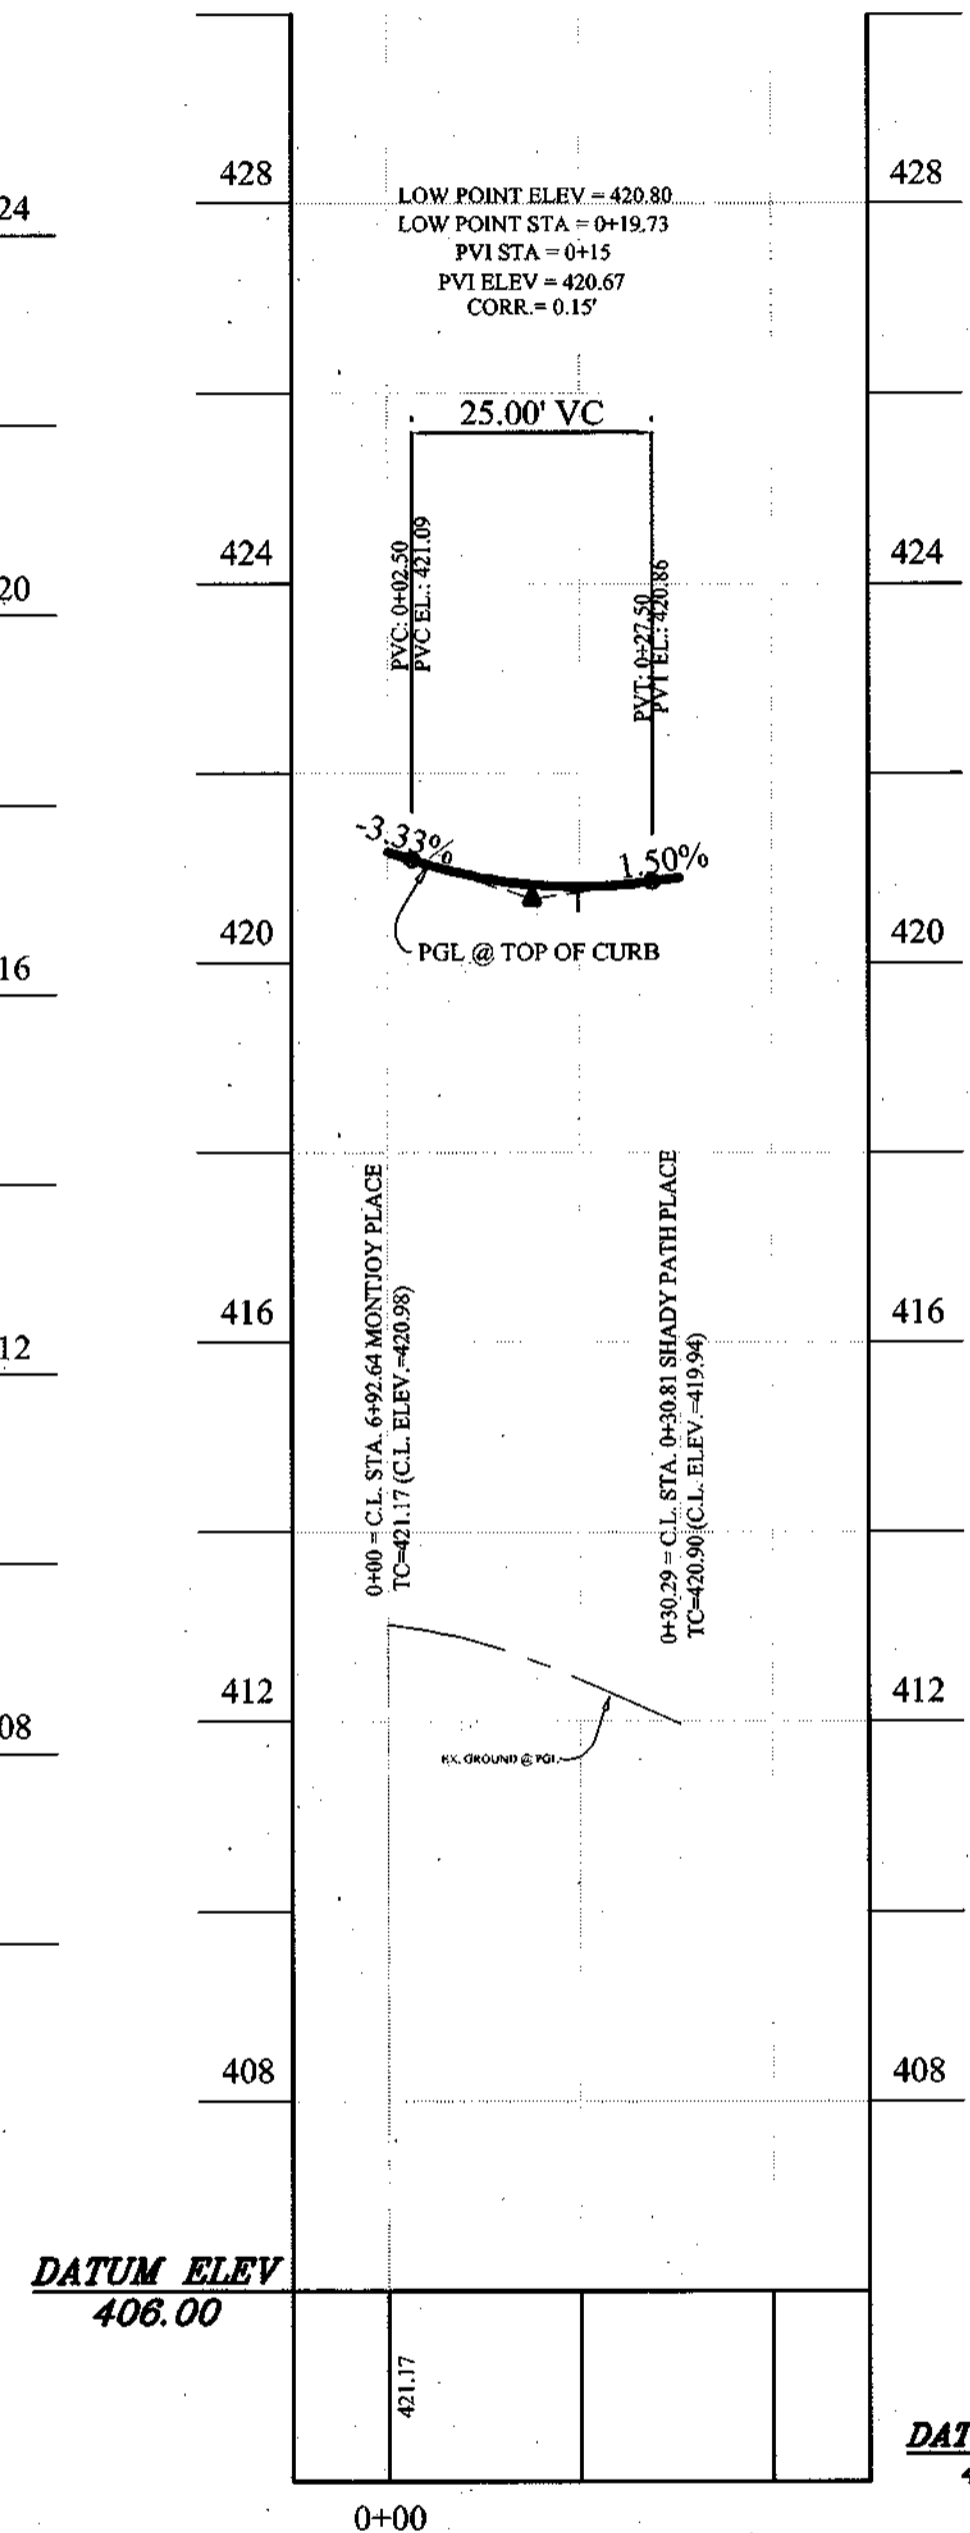 428
428
24
LOW POINT ELEV = 420.80
LOW POINT STA = 0+19.73
PVI STA = 0+15
PVI ELEV = 420.67
CORR.= 0.15'
25.00' VC
424
424
20
PVC: 0+02.50
PVC EL.: 421.09
PVT: 0+27.50
PVT EL.: 420.86
-3.33%
1.50%
420
420
PGL @ TOP OF CURB
16
0+00 = C.L. STA. 6+92.64 MONTJOY PLACE
TC=421.17 (C.L. ELEV.=420.98)
0+30.29 = C.L. STA. 0+30.81 SHADY PATH PLACE
TC=420.90 (C.L. ELEV.=419.94)
416
416
12
412
412
08
EX. GROUND @ PGL
408
408
DATUM ELEV
406.00
421.17
DAT
4
0+00